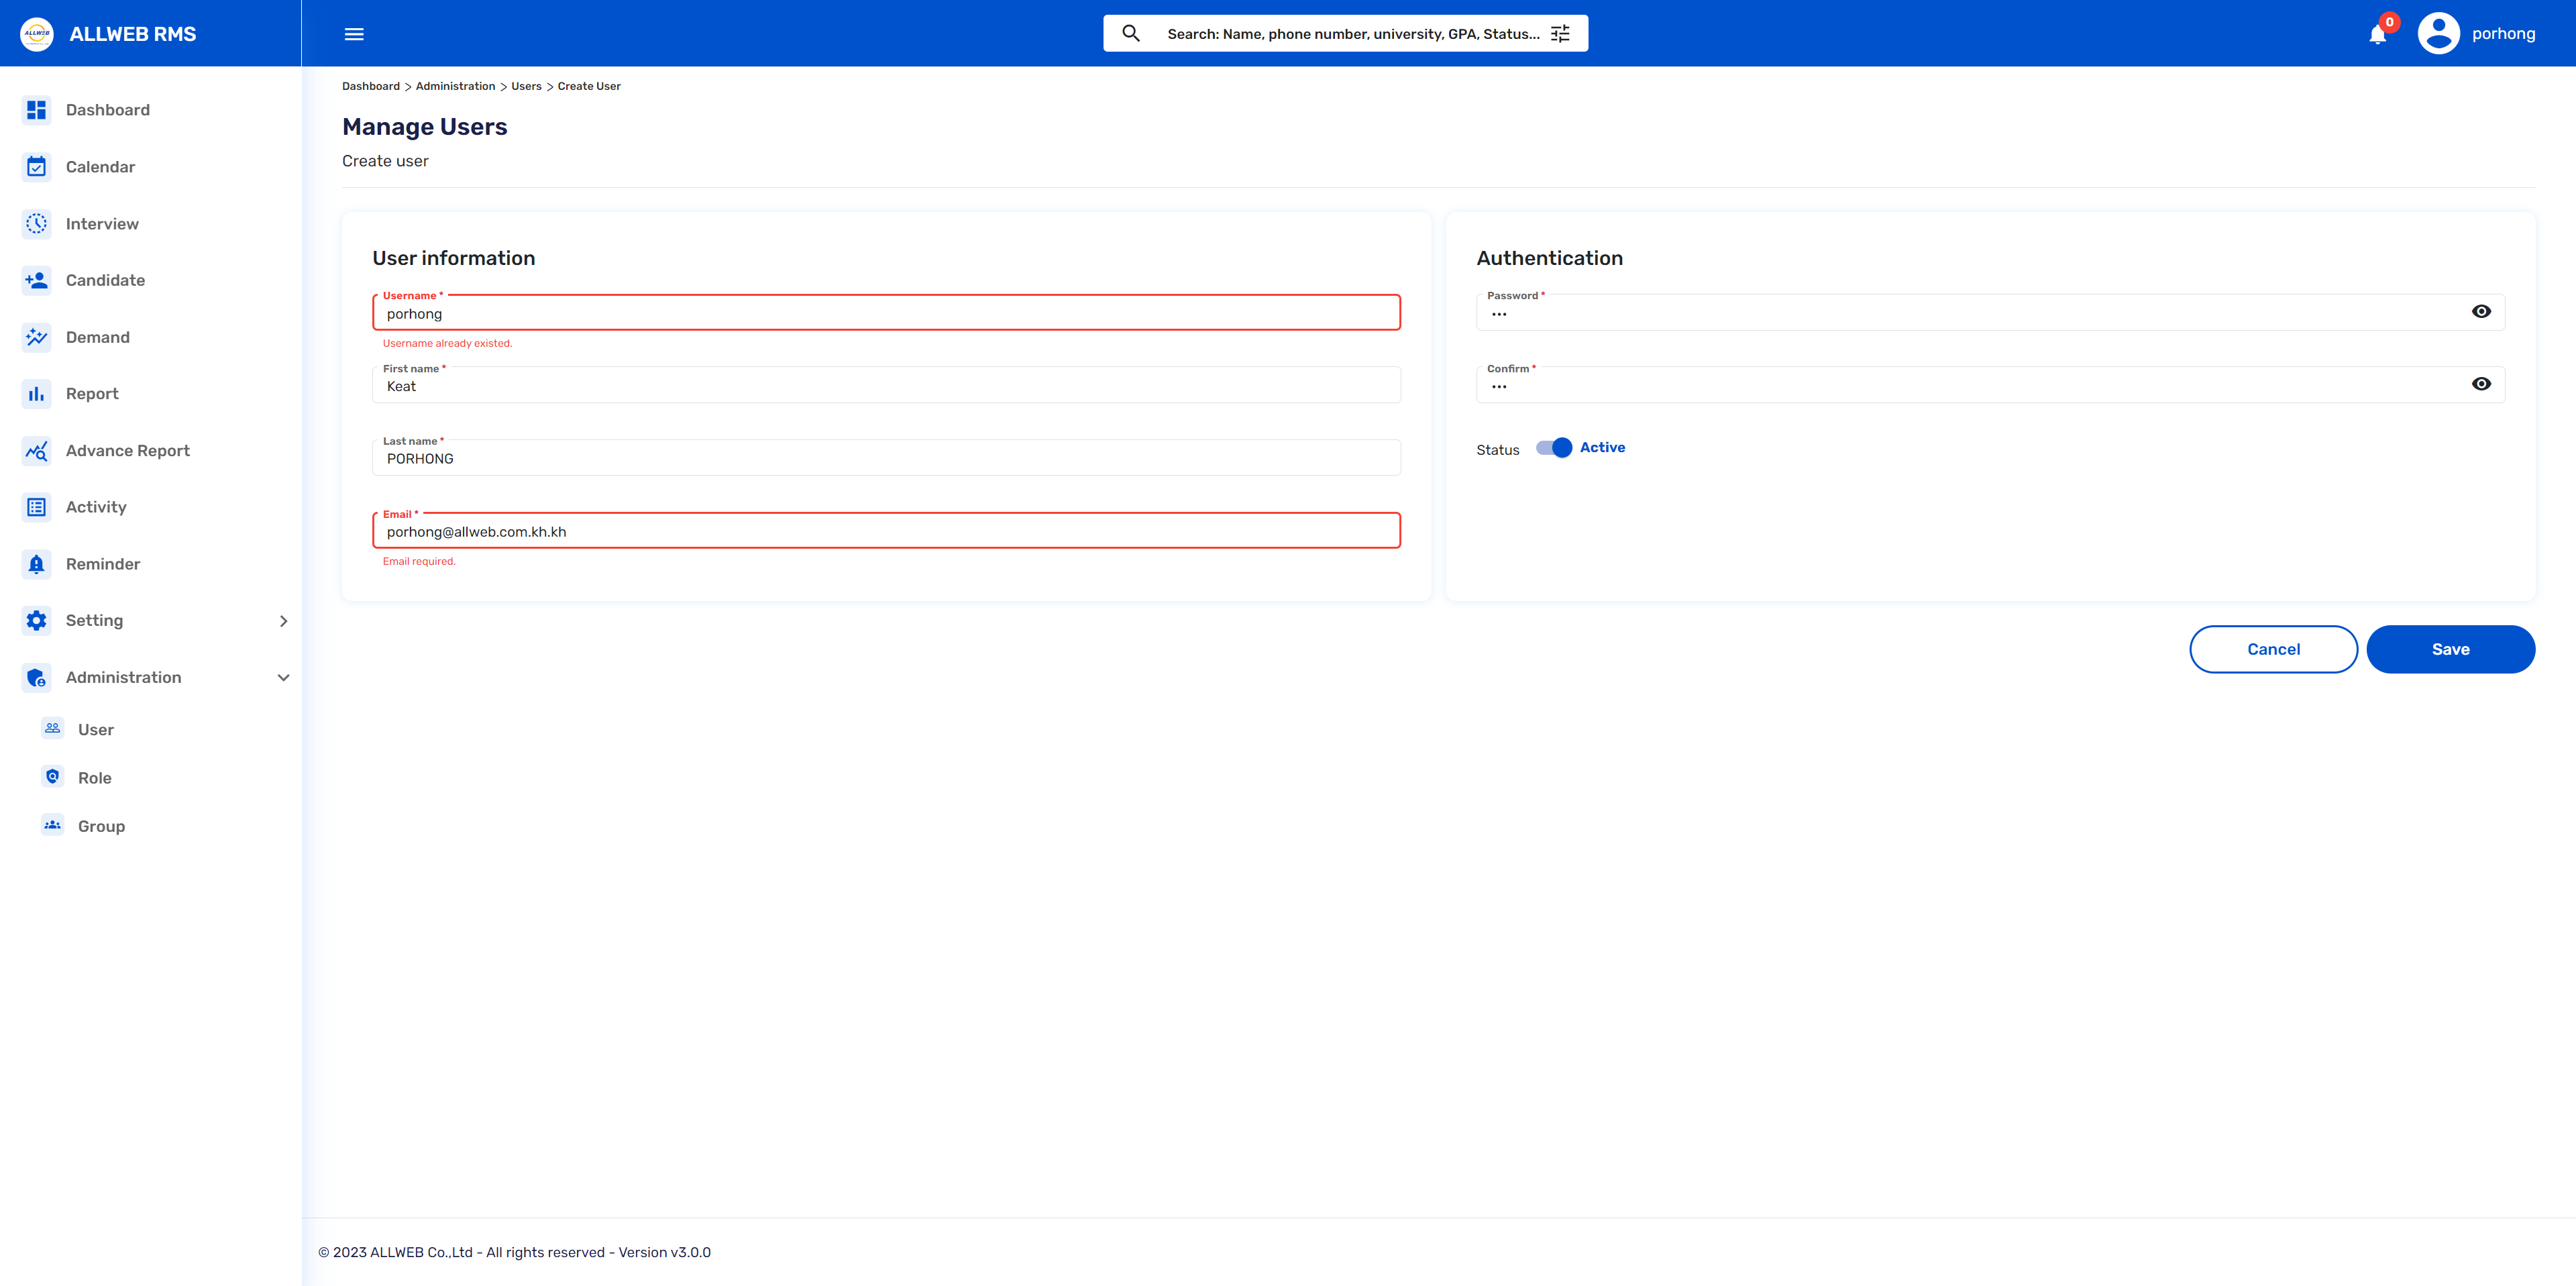 ALLWEB
ALLWEB RMS
Search: Name, phone number, university, GPA, Status...
0
porhong
Dashboard
Calendar
Interview
Candidate
Demand
Report
Advance Report
Activity
Reminder
Setting
Administration
User
Role
Group
Dashboard > Administration > Users > Create User
Manage Users
Create user
User information
Username *
porhong
Username already existed.
First name *
Keat
Last name *
PORHONG
Email *
porhong@allweb.com.kh.kh
Email required.
Authentication
Password *
•••
Confirm *
•••
Status Active
Cancel
Save
© 2023 ALLWEB Co.,Ltd - All rights reserved - Version v3.0.0